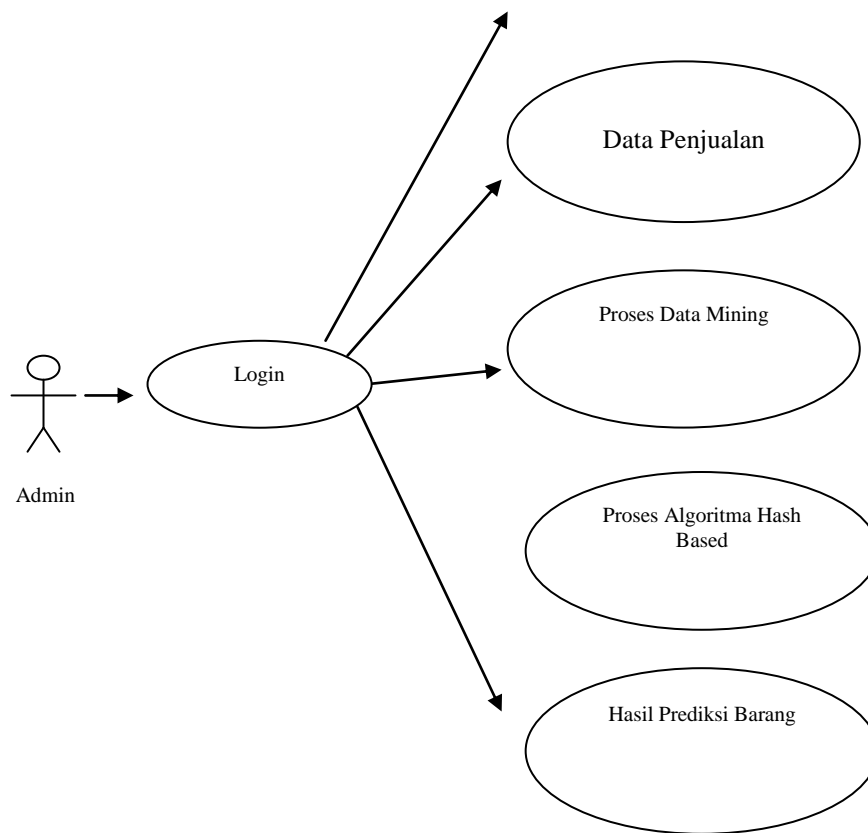 Data Penjualan
Proses Data Mining
Login
Admin
Proses Algoritma Hash
Based
Hasil Prediksi Barang